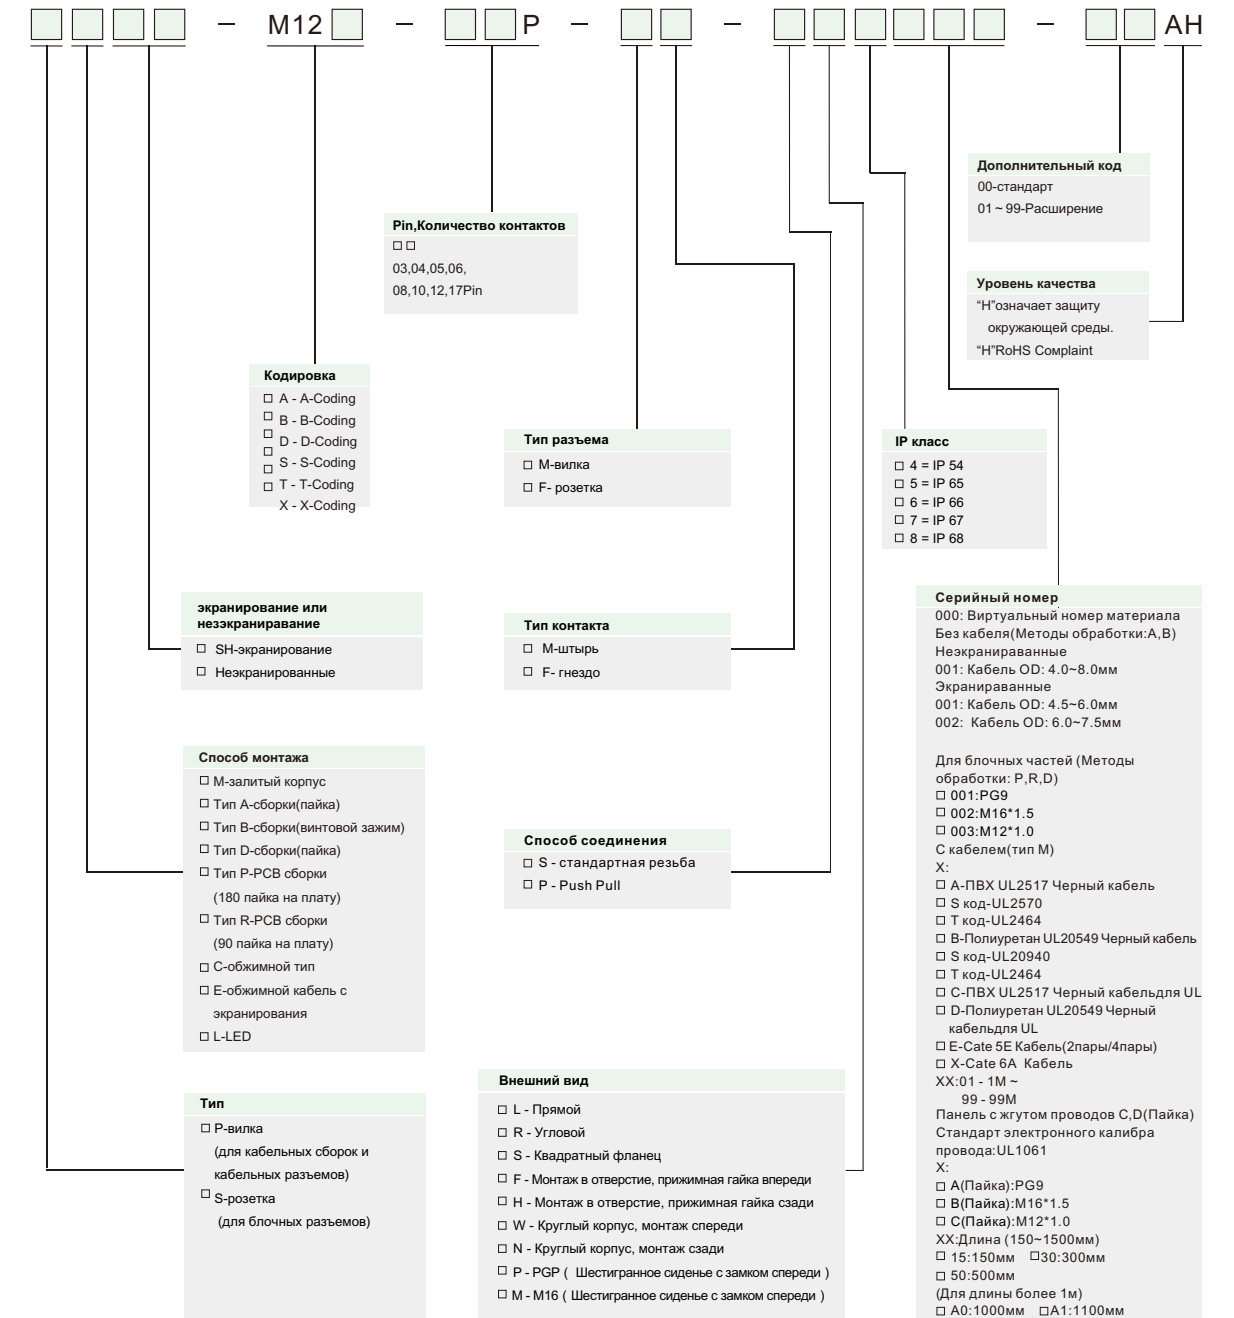 – M12 – P – – – AH
Дополнительный код
00-стандарт
01 ~ 99-Расширение
Pin,Количество контактов
03,04,05,06,
08,10,12,17Pin
Уровень качества
“H”означает защиту
окружающей среды.
“H”RoHS Complaint
Кодировка
A - A-Coding
B - B-Coding
D - D-Coding
S - S-Coding
T - T-Coding
X - X-Coding
Тип разъема
M-вилка
F- розетка
IP класс
4 = IP 54
5 = IP 65
6 = IP 66
7 = IP 67
8 = IP 68
экранирование или
незэкраниравание
SH-экранирование
Неэкранированные
Тип контакта
M-штырь
F- гнездо
Серийный номер
000: Виртуальный номер материала
Без кабеля(Методы обработки:A,B)
Неэкранираванные
001: Кабель OD: 4.0~8.0мм
Экранираванные
001: Кабель OD: 4.5~6.0мм
002: Кабель OD: 6.0~7.5мм
Для блочных частей (Методы
обработки: P,R,D)
001:PG9
002:M16*1.5
003:M12*1.0
С кабелем(тип M)
X:
A-ПВХ UL2517 Черный кабель
S код-UL2570
T код-UL2464
B-Полиуретан UL20549 Черный кабель
S код-UL20940
T код-UL2464
C-ПВХ UL2517 Черный кабельдля UL
D-Полиуретан UL20549 Черный
кабельдля UL
E-Cate 5E Кабель(2пары/4пары)
X-Cate 6A Кабель
XX:01 - 1M ~
99 - 99M
Панель с жгутом проводов C,D(Пайка)
Стандарт электронного калибра
провода:UL1061
X:
A(Пайка):PG9
B(Пайка):M16*1.5
C(Пайка):M12*1.0
XX:Длина (150~1500мм)
15:150мм 30:300мм
50:500мм
(Для длины более 1м)
A0:1000мм A1:1100мм
Способ монтажа
M-залитый корпус
Тип A-сборки(пайка)
Тип B-сборки(винтовой зажим)
Тип D-сборки(пайка)
Тип P-PCB сборки
(180 пайка на плату)
Тип R-PCB сборки
(90 пайка на плату)
C-обжимной тип
E-обжимной кабель с
экранирования
L-LED
Способ соединения
S - стандартная резьба
P - Push Pull
Тип
P-вилка
(для кабельных сборок и
кабельных разъемов)
S-розетка
(для блочных разъемов)
Внешний вид
L - Прямой
R - Угловой
S - Квадратный фланец
F - Монтаж в отверстие, прижимная гайка впереди
H - Монтаж в отверстие, прижимная гайка сзади
W - Круглый корпус, монтаж спереди
N - Круглый корпус, монтаж сзади
P - PGP ( Шестигранное сиденье с замком спереди )
M - M16 ( Шестигранное сиденье с замком спереди )